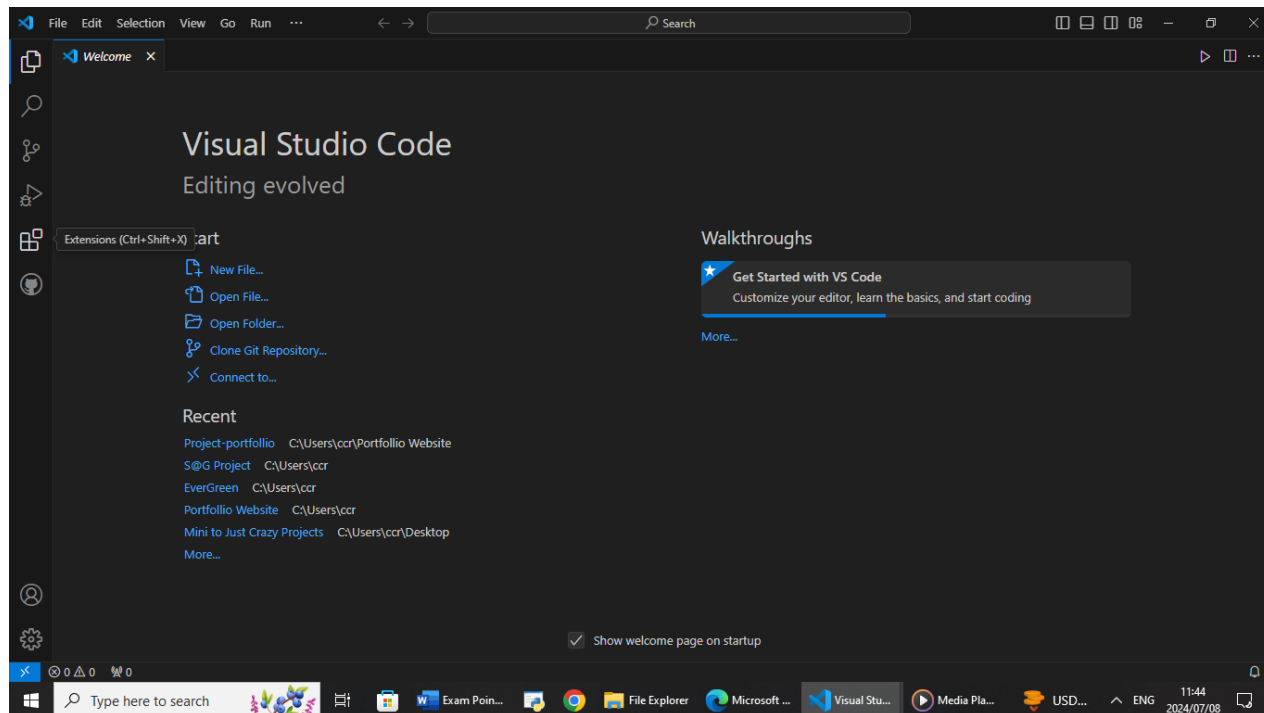 File Edit Selection View Go Run ··· Search
Welcome
Visual Studio Code
Editing evolved
Extensions (Ctrl+Shift+X) tart
New File...
Open File...
Open Folder...
Clone Git Repository...
Connect to...
Recent
Project-portfollio C:\Users\ccr\Portfollio Website
S@G Project C:\Users\ccr
EverGreen C:\Users\ccr
Portfollio Website C:\Users\ccr
Mini to Just Crazy Projects C:\Users\ccr\Desktop
More...
Walkthroughs
Get Started with VS Code
Customize your editor, learn the basics, and start coding
More...
Show welcome page on startup
0 0 0
Type here to search Exam Poin... File Explorer Microsoft ... Visual Stu... Media Pla... USD... ENG 11:44
2024/07/08